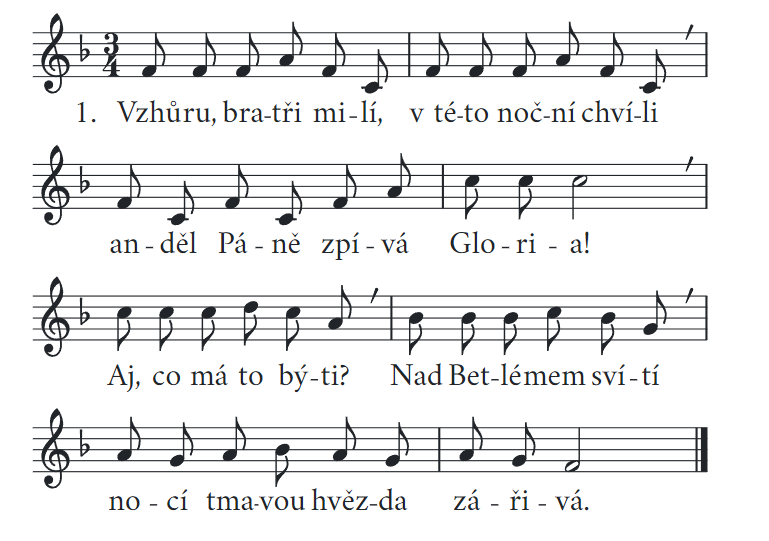 3
4
1. Vzhůru, bra-tři mi-lí, v té-to noč-ní chví-li
an-děl Pá-ně zpí-vá Glo-ri-a!
Aj, co má to bý-ti? Nad Bet-lémem sví-tí
no-cí tma-vou hvěz-da zá-ři-vá.